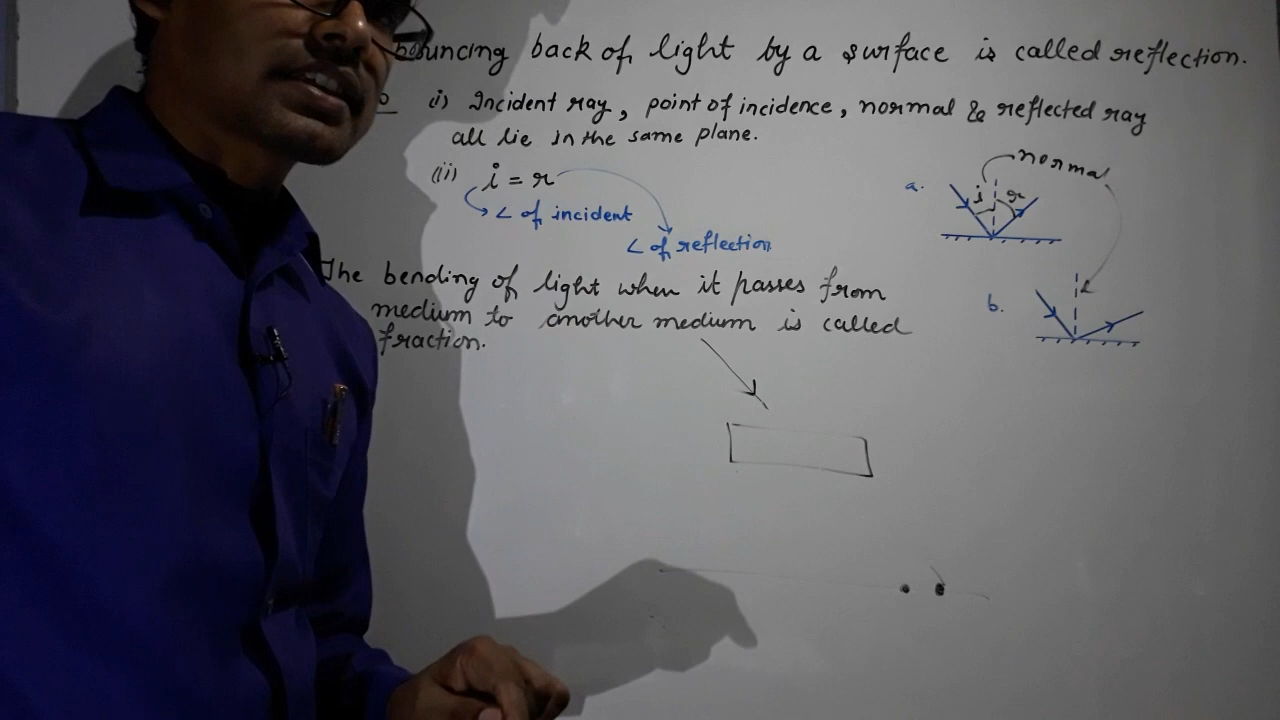 bouncing back of light by a surface is called reflection.
(i) Incident ray, point of incidence, normal & reflected ray
all lie in the same plane.
(ii) i = r
∠ of incident
∠ of reflection
normal
a.
i r
b.
The bending of light when it passes from
medium to another medium is called
fraction.